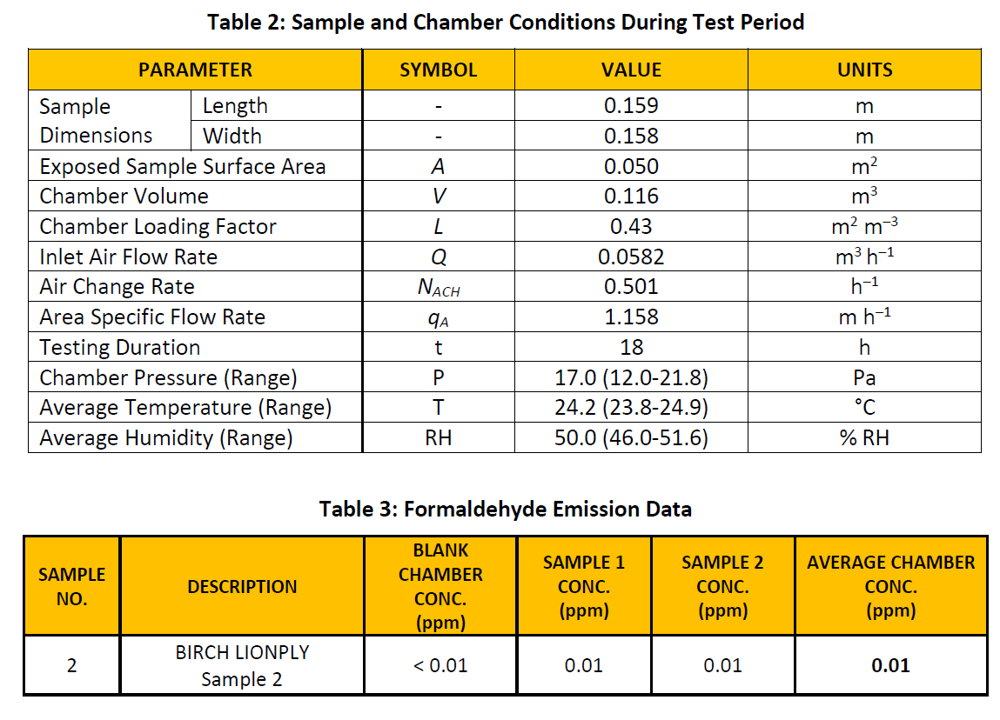 Table 2: Sample and Chamber Conditions During Test Period
PARAMETER SYMBOL VALUE UNITS
Sample Dimensions Length - 0.159 m
Width - 0.158 m
Exposed Sample Surface Area A 0.050 m²
Chamber Volume V 0.116 m³
Chamber Loading Factor L 0.43 m² m⁻³
Inlet Air Flow Rate Q 0.0582 m³ h⁻¹
Air Change Rate N_ACH 0.501 h⁻¹
Area Specific Flow Rate q_A 1.158 m h⁻¹
Testing Duration t 18 h
Chamber Pressure (Range) P 17.0 (12.0-21.8) Pa
Average Temperature (Range) T 24.2 (23.8-24.9) °C
Average Humidity (Range) RH 50.0 (46.0-51.6) % RH
Table 3: Formaldehyde Emission Data
SAMPLE NO. DESCRIPTION BLANK CHAMBER CONC. (ppm) SAMPLE 1 CONC. (ppm) SAMPLE 2 CONC. (ppm) AVERAGE CHAMBER CONC. (ppm)
2 BIRCH LIONPLY Sample 2 < 0.01 0.01 0.01 0.01